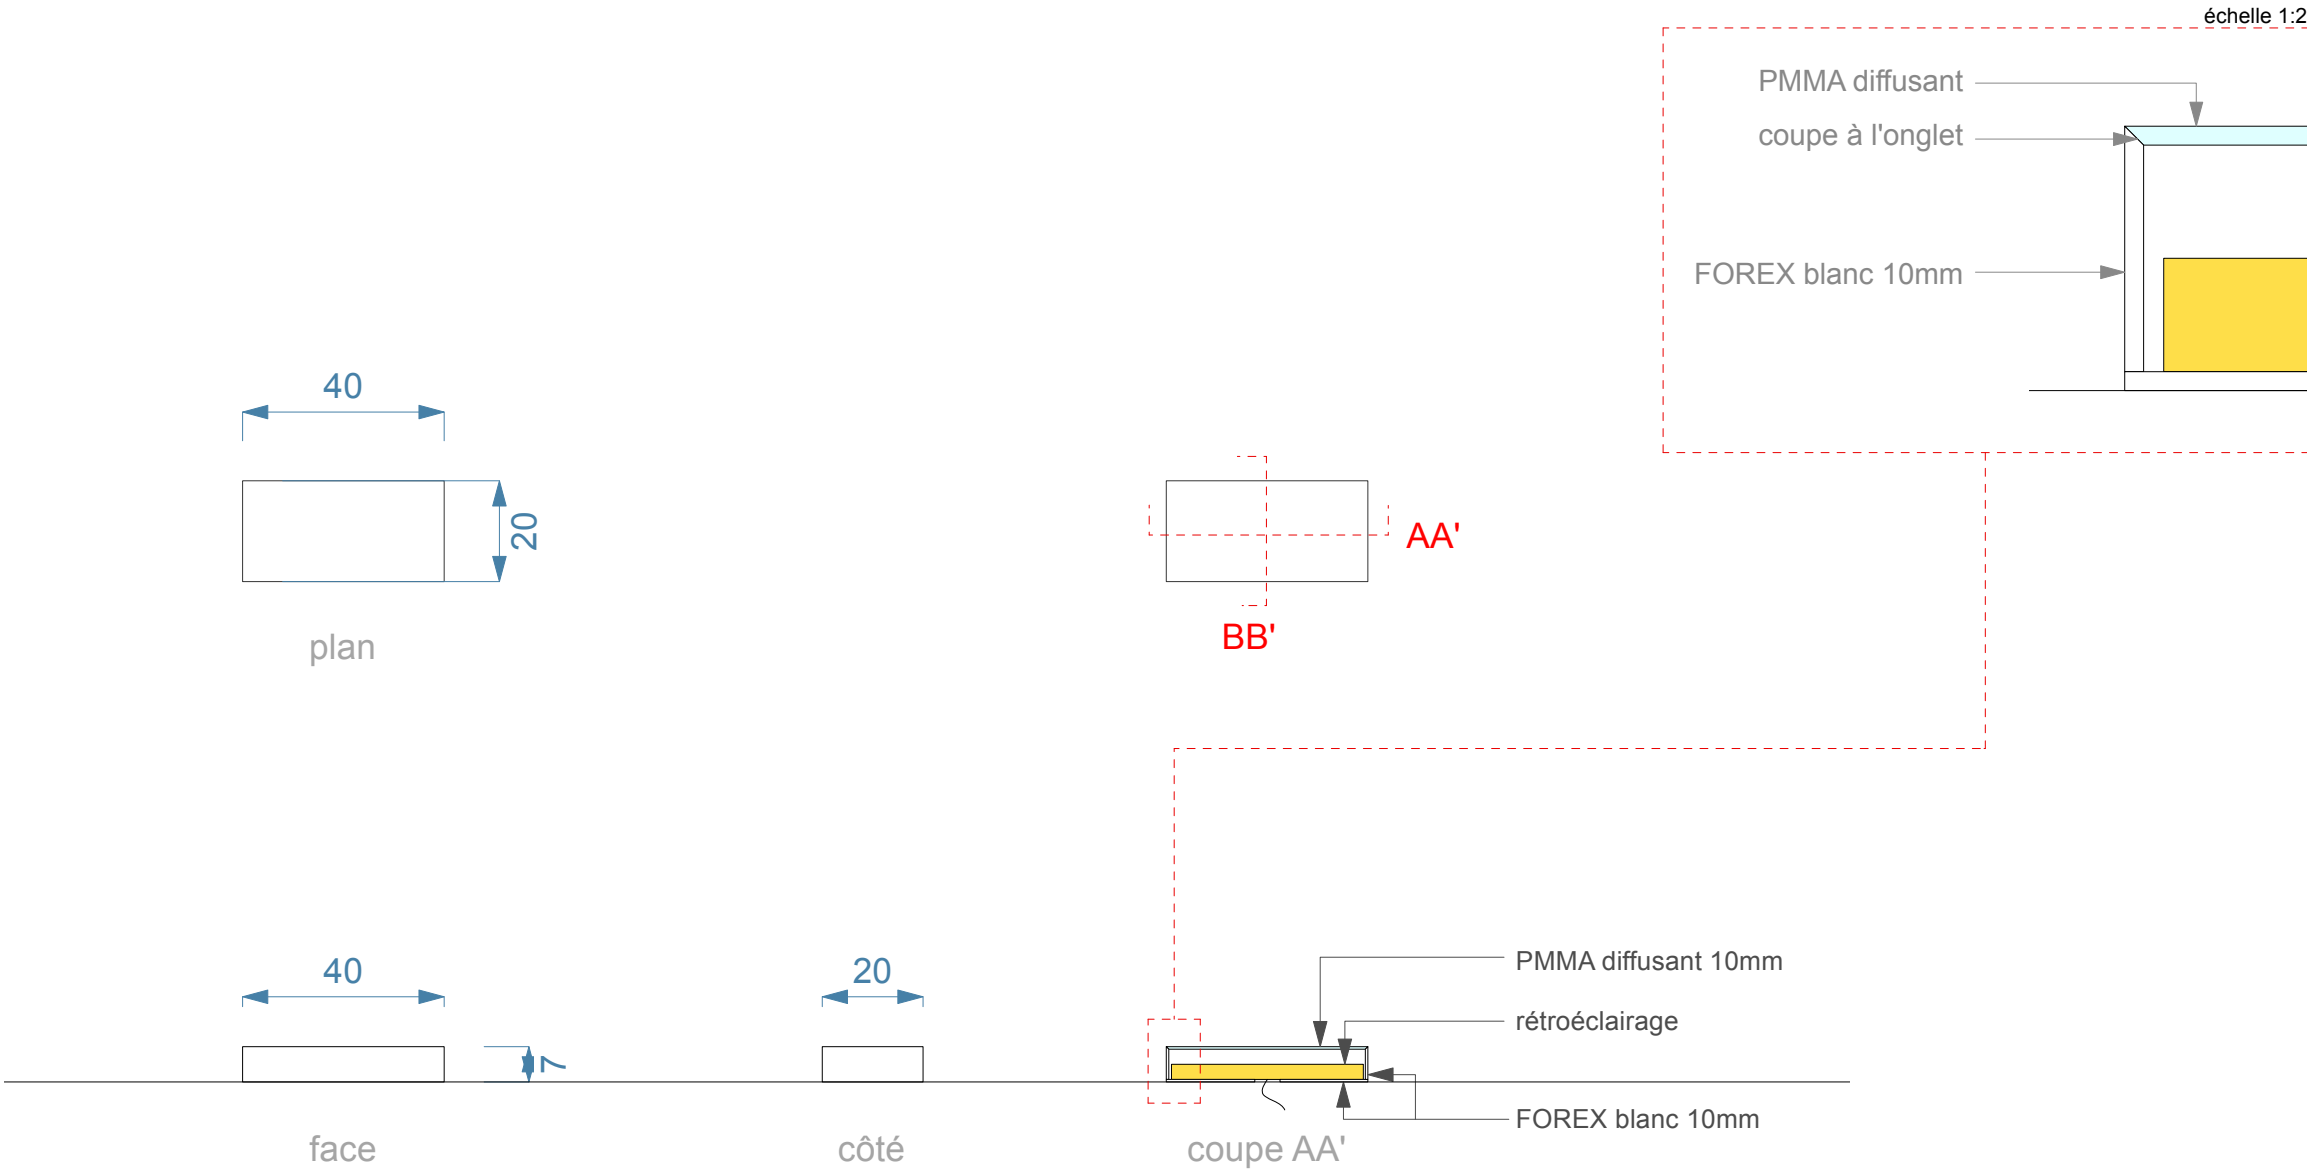 échelle 1:2
PMMA diffusant
coupe à l'onglet
FOREX blanc 10mm
40
20
plan
AA'
BB'
40
7
face
20
côté
PMMA diffusant 10mm
rétroéclairage
FOREX blanc 10mm
coupe AA'